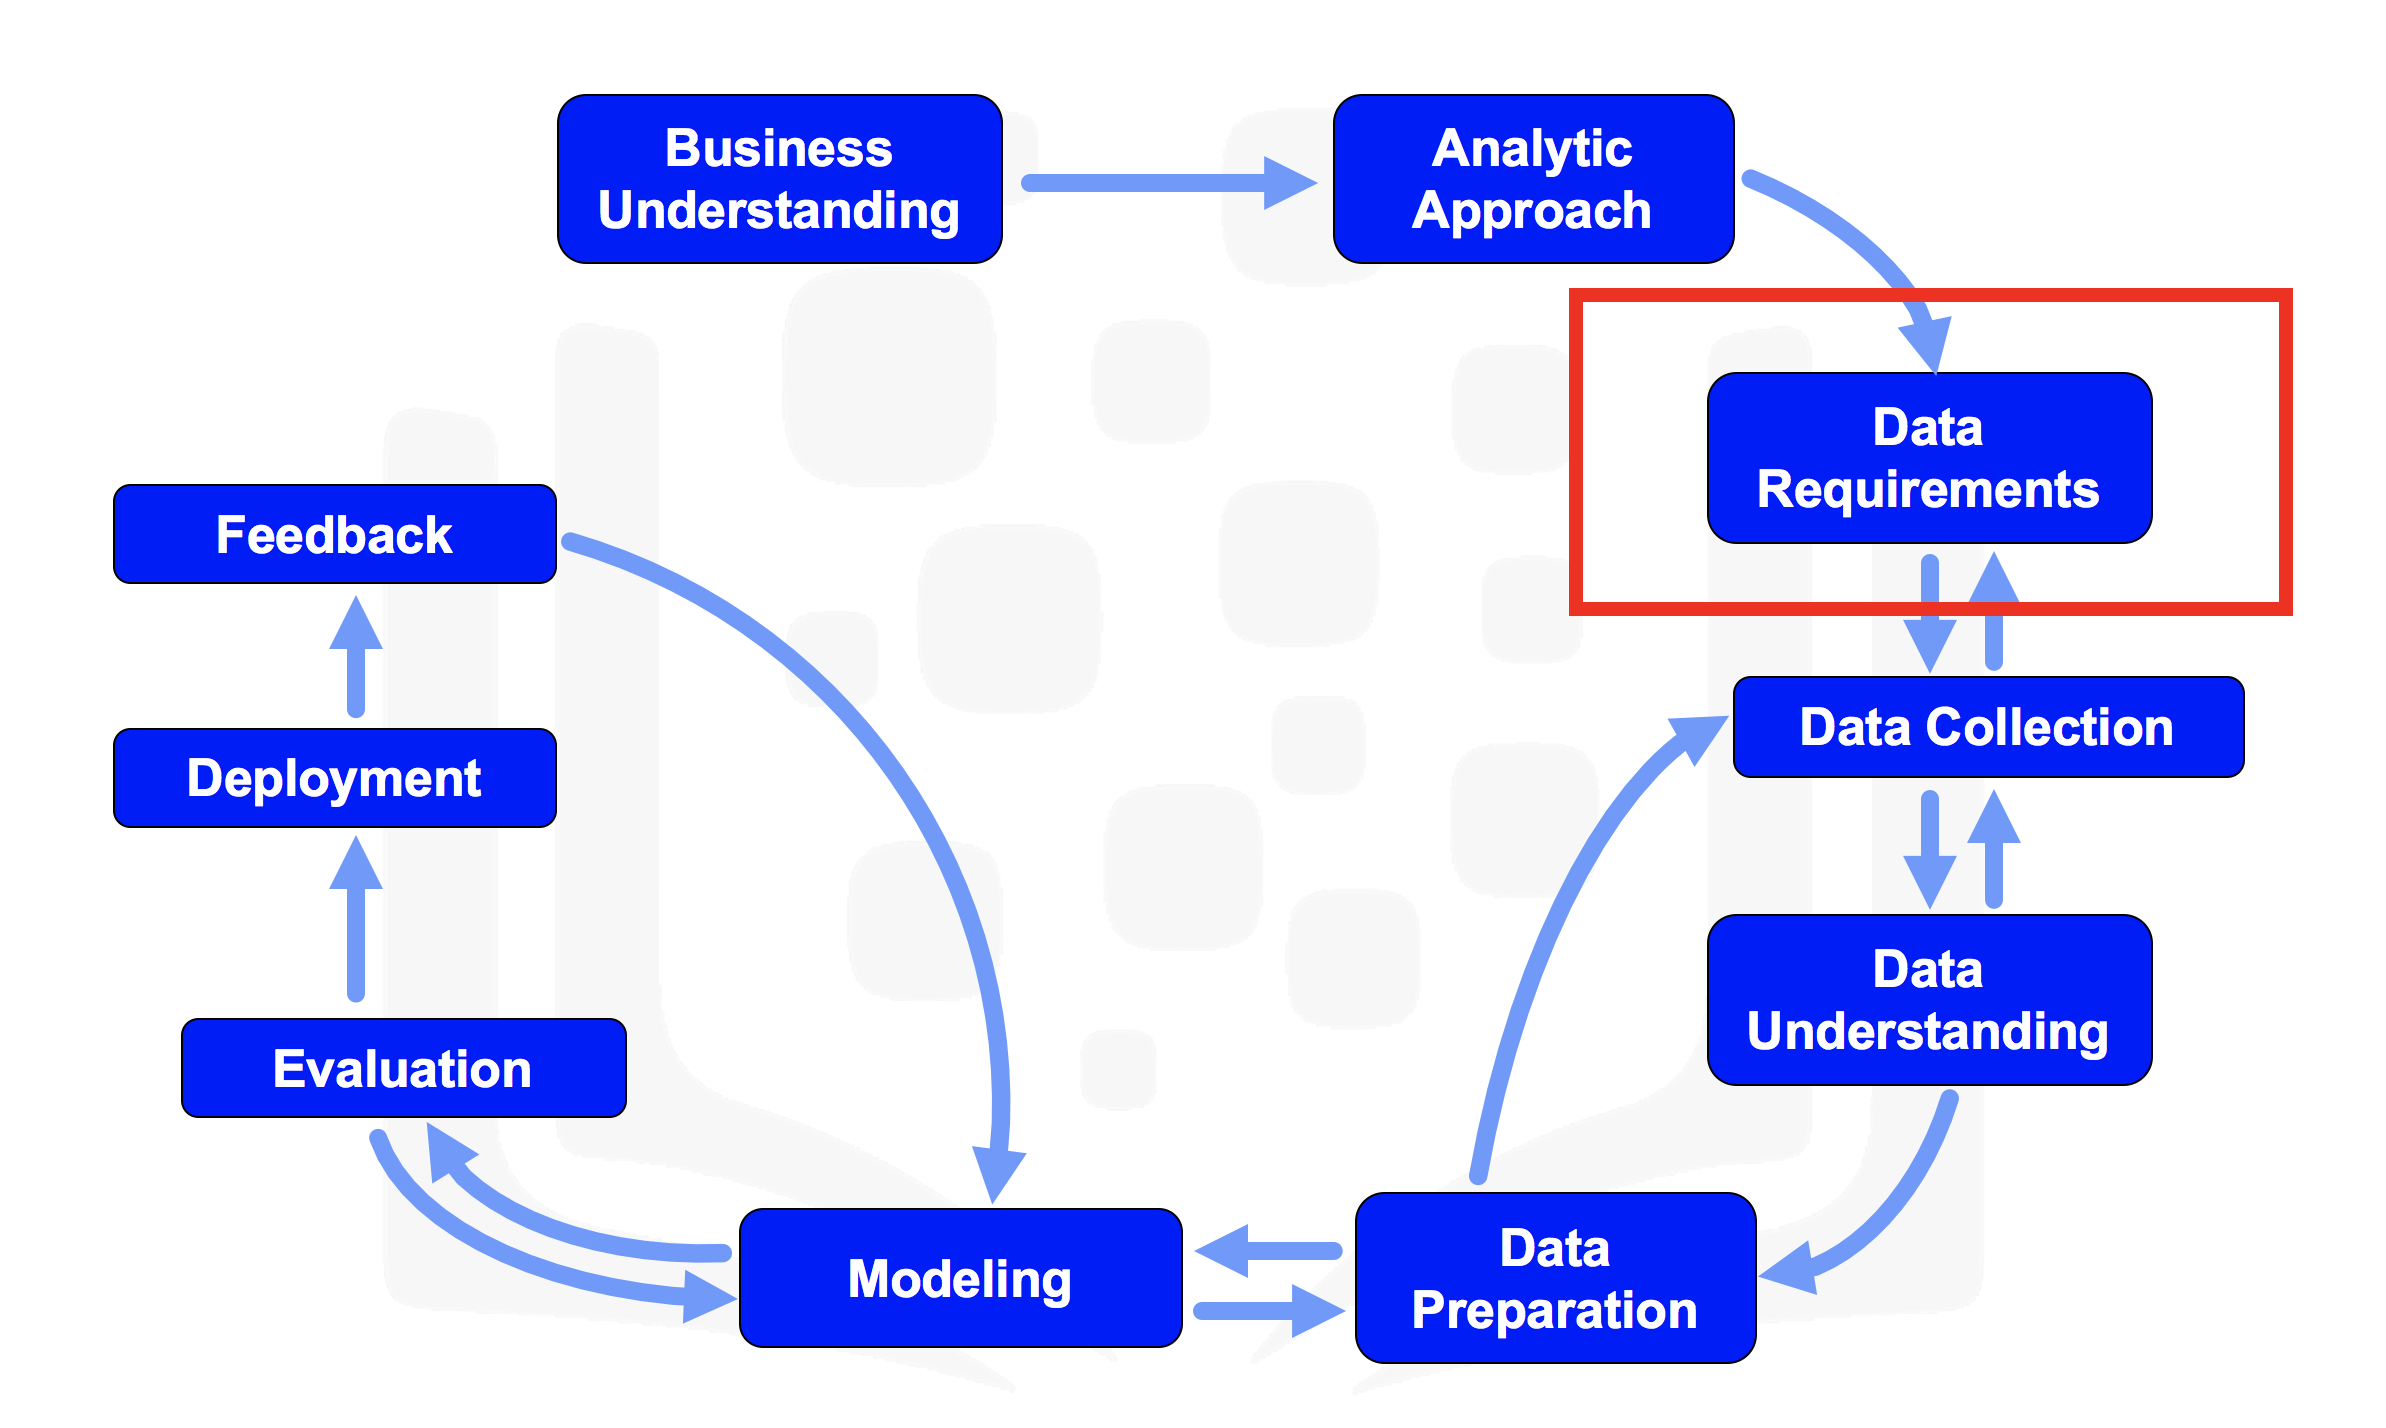 Business
Understanding
Analytic
Approach
Data
Requirements
Data Collection
Data
Understanding
Data
Preparation
Modeling
Evaluation
Deployment
Feedback